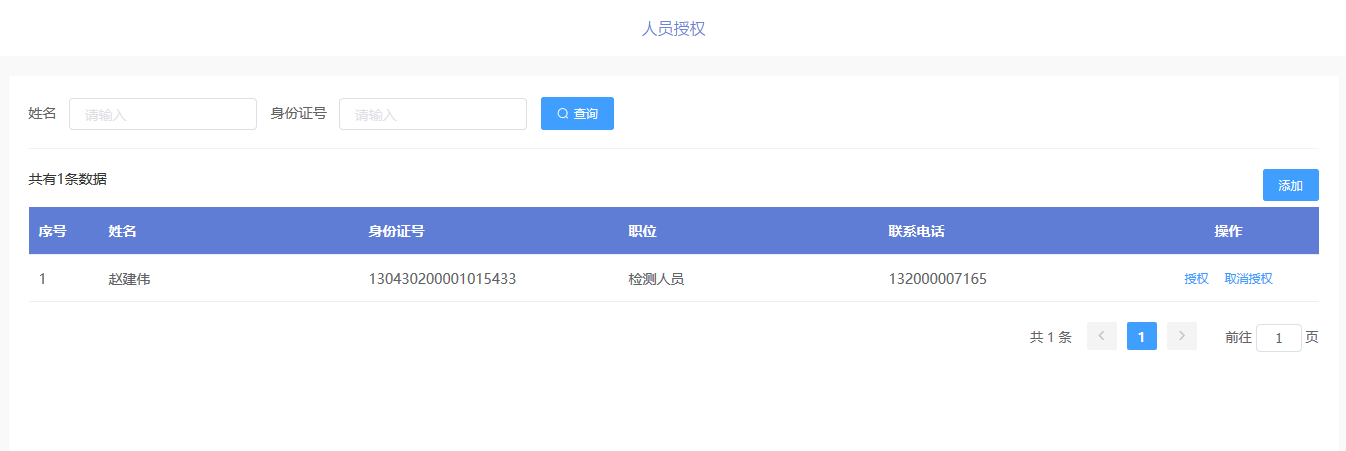 人员授权
姓名 请输入 身份证号 请输入 查询
共有1条数据 添加
序号 姓名 身份证号 职位 联系电话 操作
1 赵建伟 130430200001015433 检测人员 132000007165 授权 取消授权
共 1 条 1 前往 1 页